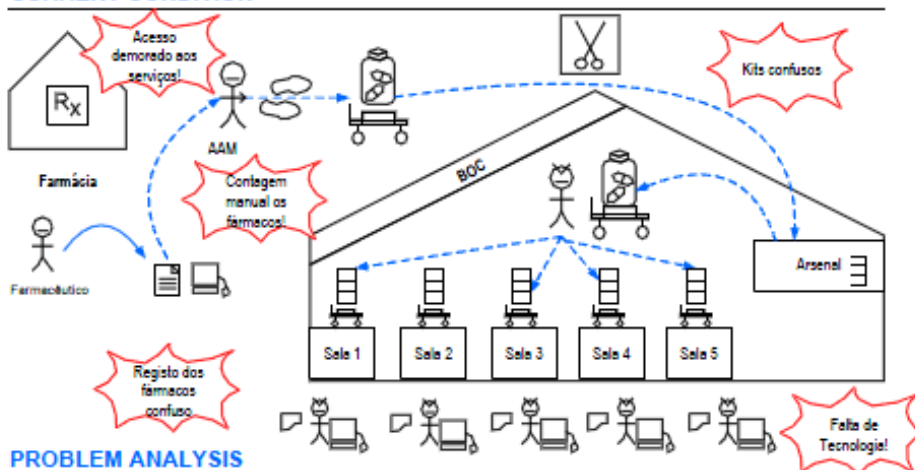 Acesso
demorado aos
serviços!
Kits confusos
Rx
AAM
BOC
Farmácia
Contagem
manual os
fármacos!
Arsenal
Farmacêutico
Sala 1
Sala 2
Sala 3
Sala 4
Sala 5
Registo dos
fármacos
confuso
Falta de
Tecnologia!
PROBLEM ANALYSIS